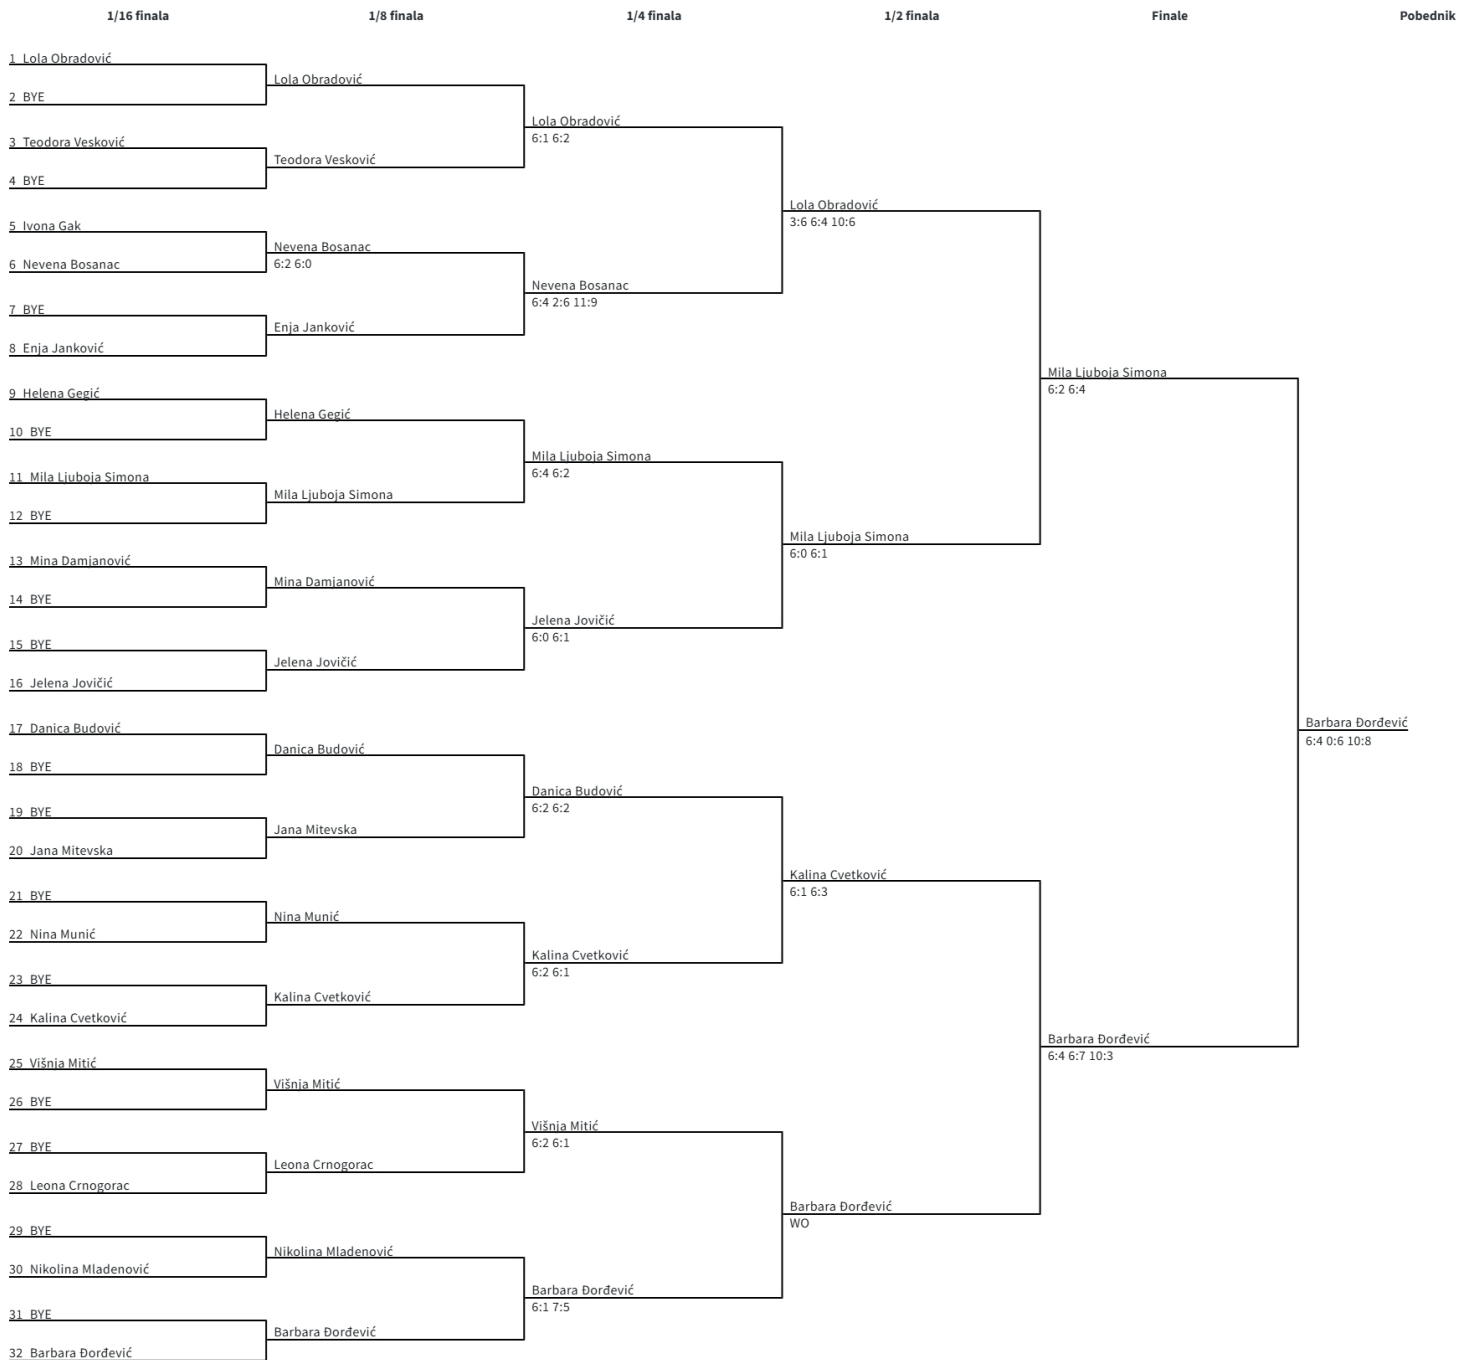 1/16 finala
1/8 finala
1/4 finala
1/2 finala
Finale
Pobednik
1 Lola Obradović
2 BYE
3 Teodora Vesković
4 BYE
5 Ivona Gak
6 Nevena Bosanac
7 BYE
8 Enja Janković
9 Helena Gegić
10 BYE
11 Mila Ljuboja Simona
12 BYE
13 Mina Damjanović
14 BYE
15 BYE
16 Jelena Jovičić
17 Danica Budović
18 BYE
19 BYE
20 Jana Mitevska
21 BYE
22 Nina Munić
23 BYE
24 Kalina Cvetković
25 Višnja Mitić
26 BYE
27 BYE
28 Leona Crnogorac
29 BYE
30 Nikolina Mladenović
31 BYE
32 Barbara Đorđević
Lola Obradović
Teodora Vesković
Nevena Bosanac
6:2 6:0
Enja Janković
Helena Gegić
Mila Ljuboja Simona
Mina Damjanović
Jelena Jovičić
Danica Budović
Jana Mitevska
Nina Munić
Kalina Cvetković
Višnja Mitić
Leona Crnogorac
Nikolina Mladenović
Barbara Đorđević
Lola Obradović
6:1 6:2
Nevena Bosanac
6:4 2:6 11:9
Mila Ljuboja Simona
6:4 6:2
Jelena Jovičić
6:0 6:1
Danica Budović
6:2 6:2
Kalina Cvetković
6:2 6:1
Višnja Mitić
6:2 6:1
Barbara Đorđević
6:1 7:5
Lola Obradović
3:6 6:4 10:6
Mila Ljuboja Simona
6:0 6:1
Kalina Cvetković
6:1 6:3
Barbara Đorđević
WO
Mila Ljuboja Simona
6:2 6:4
Barbara Đorđević
6:4 6:7 10:3
Barbara Đorđević
6:4 0:6 10:8